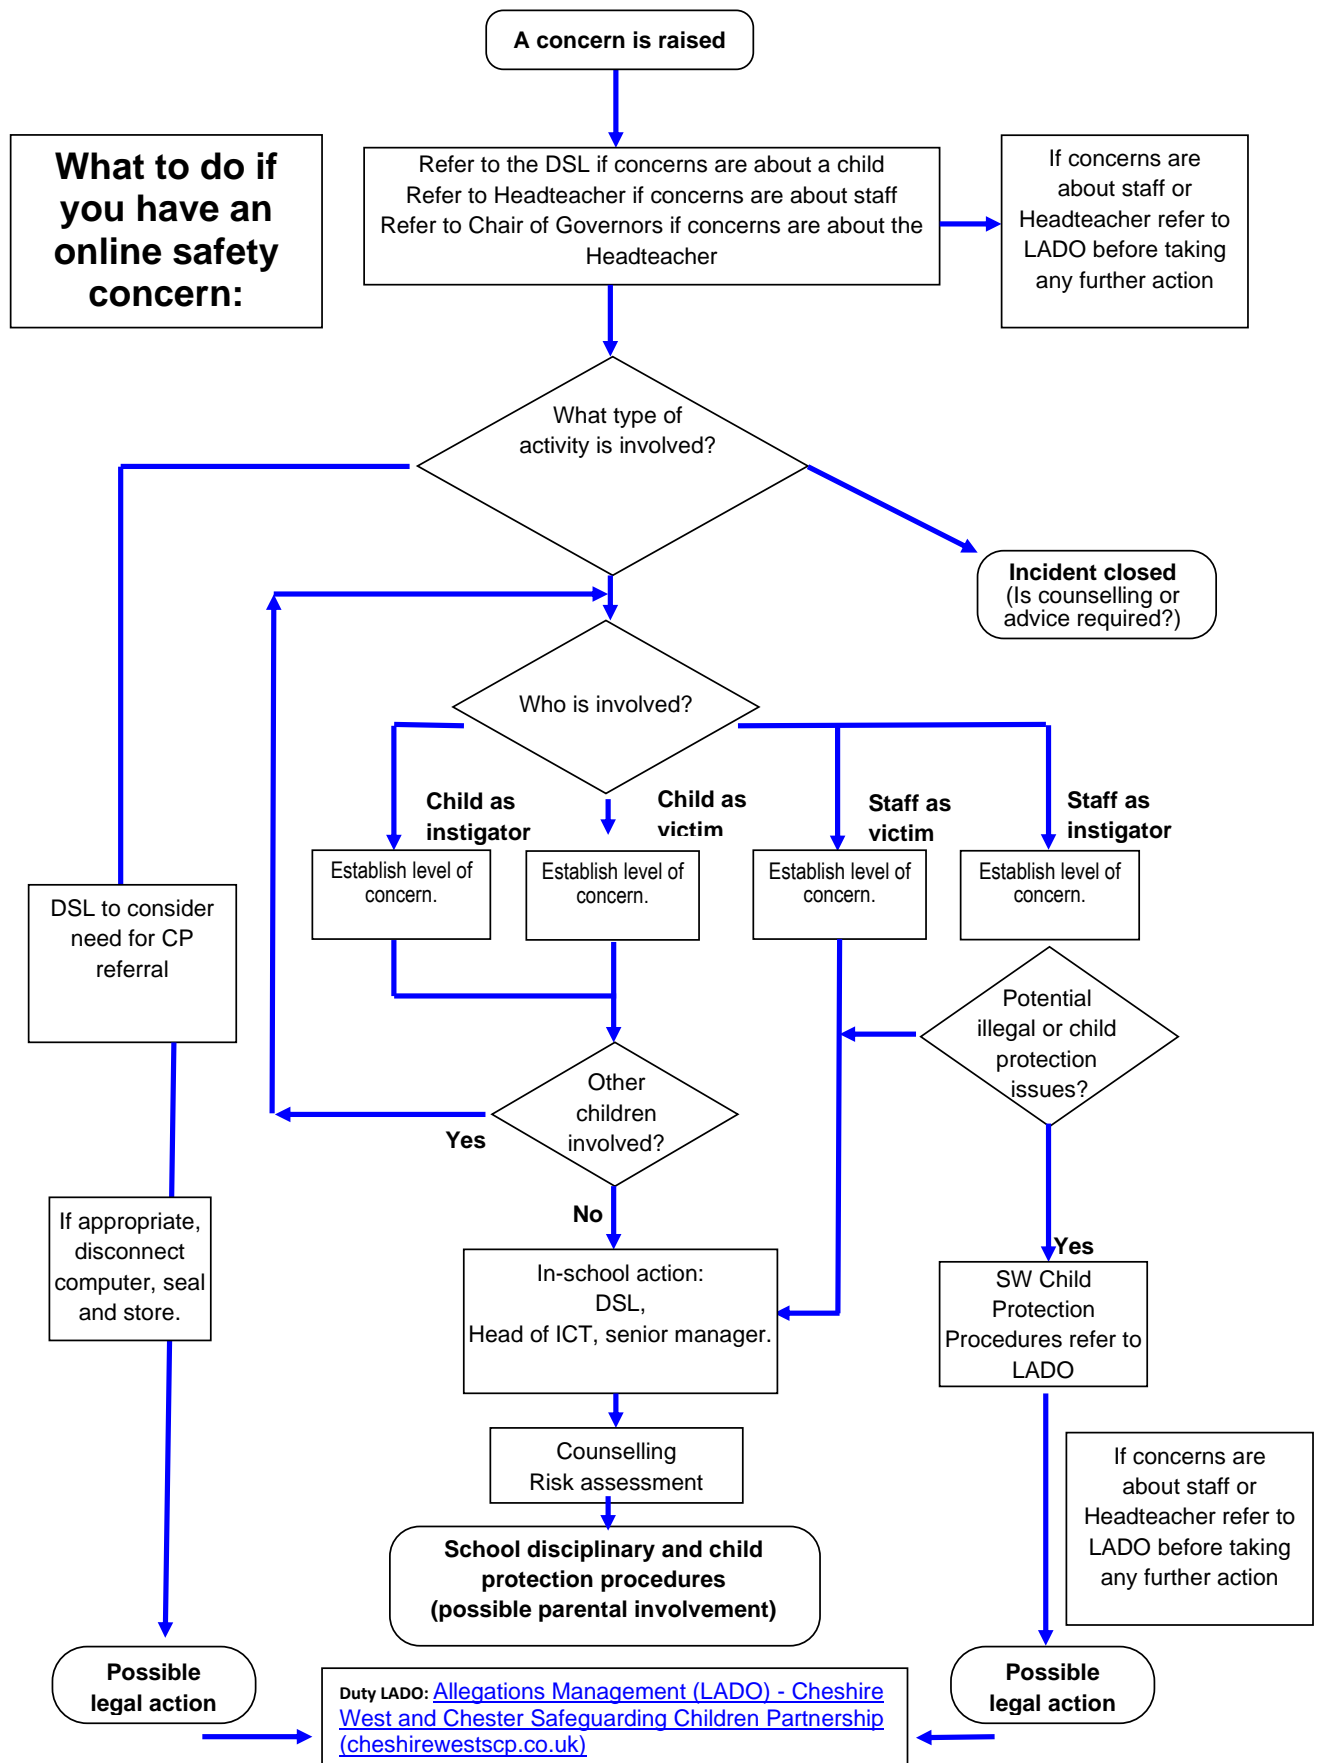 A concern is raised
What to do if
you have an
online safety
concern:
Refer to the DSL if concerns are about a child
Refer to Headteacher if concerns are about staff
Refer to Chair of Governors if concerns are about the
Headteacher
If concerns are
about staff or
Headteacher refer to
LADO before taking
any further action
What type of
activity is involved?
Incident closed
(Is counselling or
advice required?)
Who is involved?
Child as
instigator
Child as
victim
Staff as
victim
Staff as
instigator
Establish level of
concern.
Establish level of
concern.
Establish level of
concern.
Establish level of
concern.
DSL to consider
need for CP
referral
Potential
illegal or child
protection
issues?
Other
children
involved?
Yes
No
If appropriate,
disconnect
computer, seal
and store.
In-school action:
DSL,
Head of ICT, senior manager.
Yes
SW Child
Protection
Procedures refer to
LADO
Counselling
Risk assessment
If concerns are
about staff or
Headteacher refer to
LADO before taking
any further action
School disciplinary and child
protection procedures
(possible parental involvement)
Possible
legal action
Duty LADO: Allegations Management (LADO) - Cheshire
West and Chester Safeguarding Children Partnership
(cheshirewestscp.co.uk)
Possible
legal action